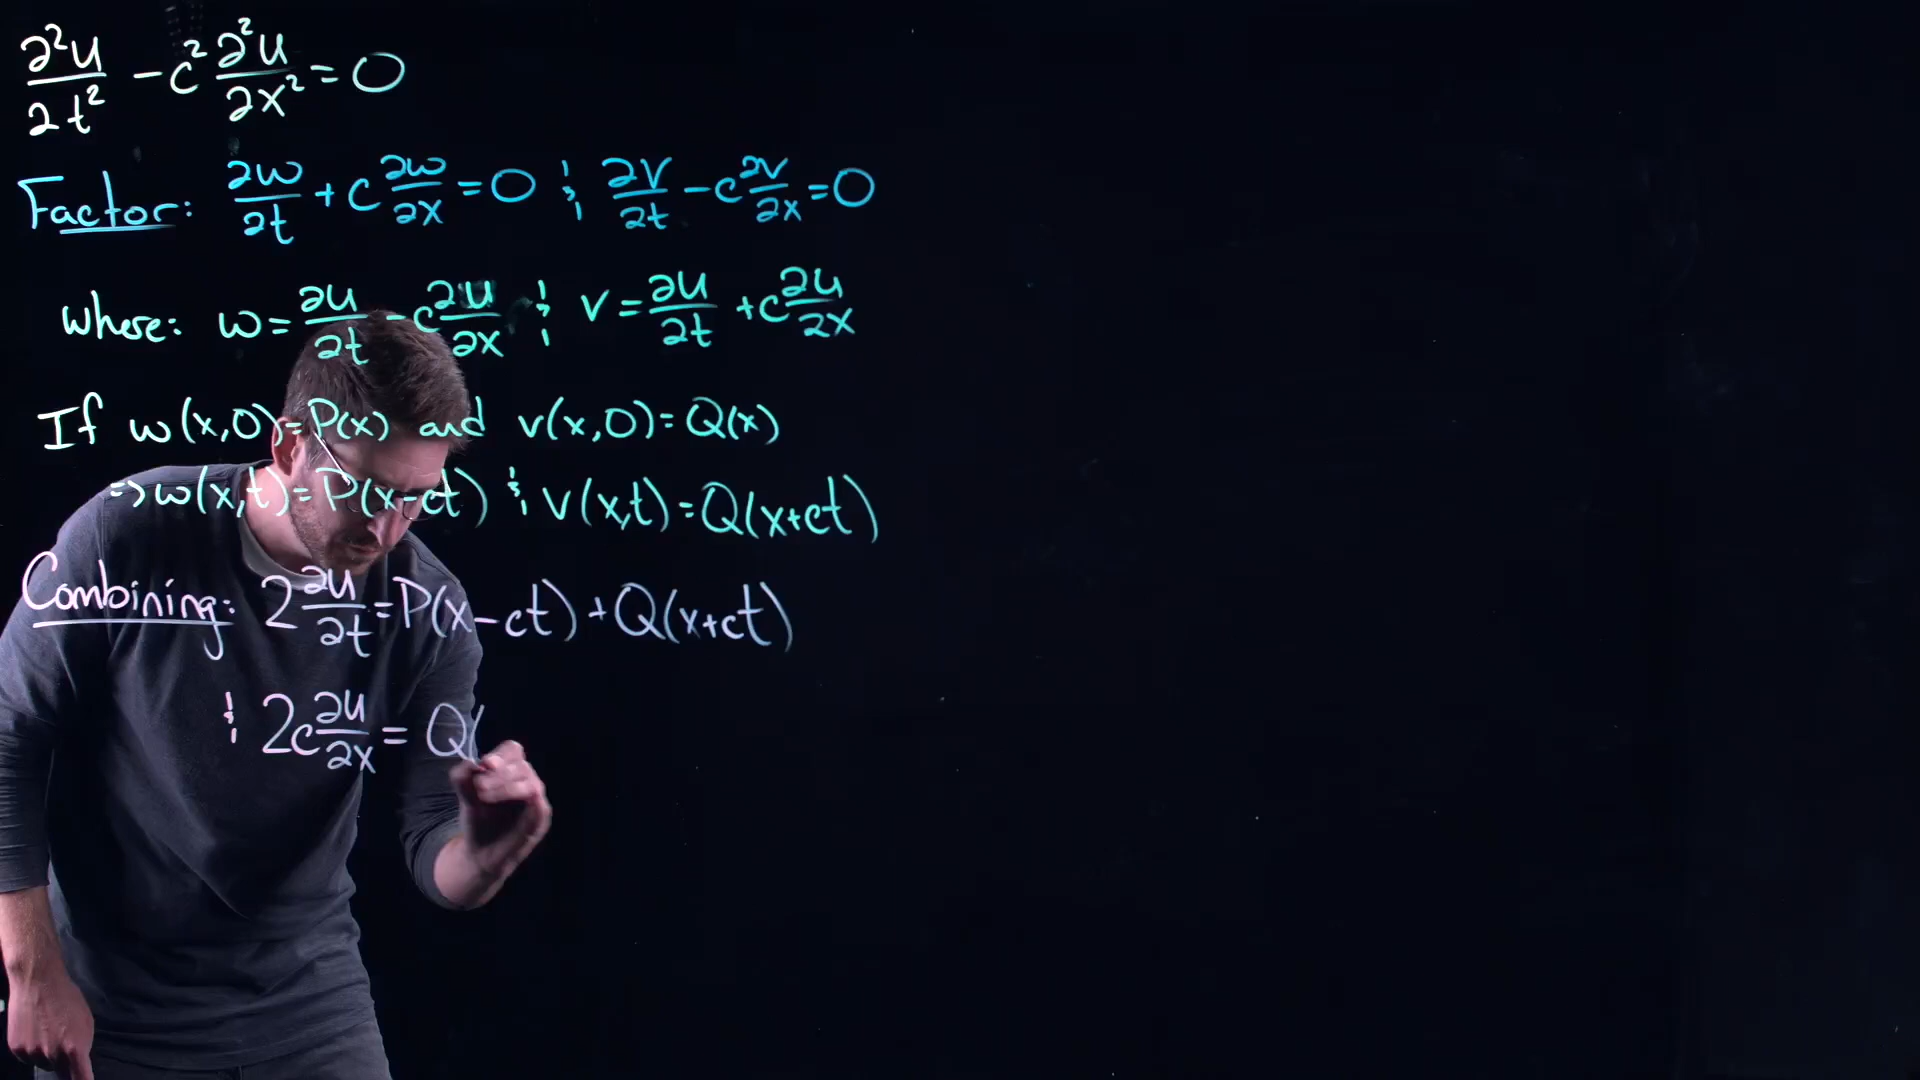 ∂²u/∂t² - c² ∂²u/∂x² = 0
Factor: ∂w/∂t + c ∂w/∂x = 0 & ∂v/∂t - c ∂v/∂x = 0
where: w = ∂u/∂t - c ∂u/∂x & v = ∂u/∂t + c ∂u/∂x
If w(x,0) = P(x) and v(x,0) = Q(x)
=> w(x,t) = P(x-ct) & v(x,t) = Q(x+ct)
Combining: 2 ∂u/∂t = P(x-ct) + Q(x+ct)
& 2c ∂u/∂x = Q(